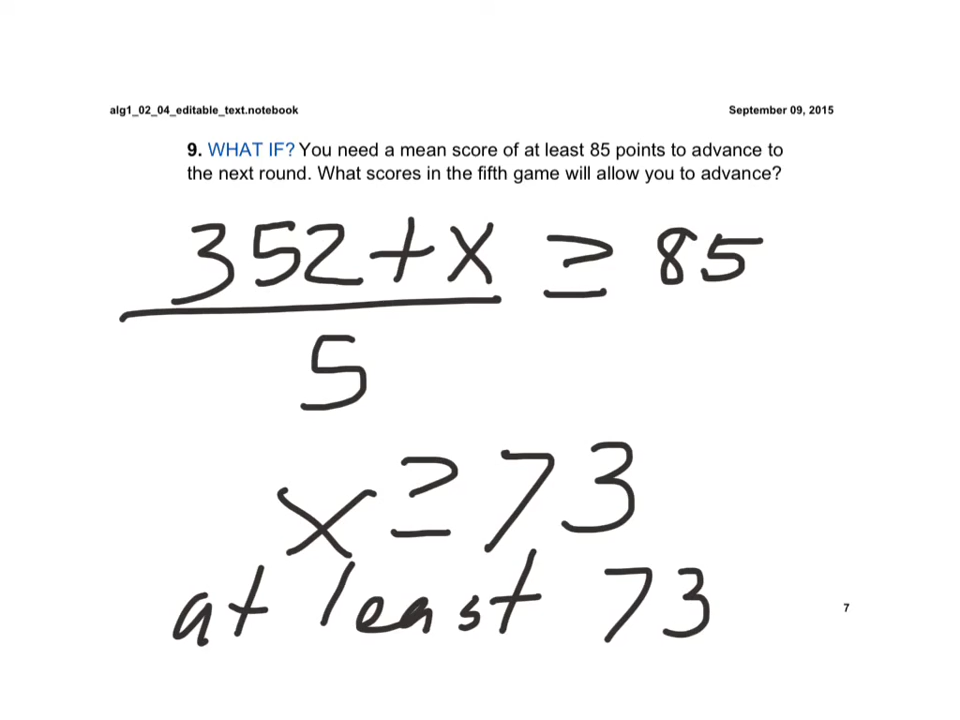 alg1_02_04_editable_text.notebook September 09, 2015
9. WHAT IF? You need a mean score of at least 85 points to advance to
the next round. What scores in the fifth game will allow you to advance?
352+x ≥ 85
5
x ≥ 73
at least 73
7